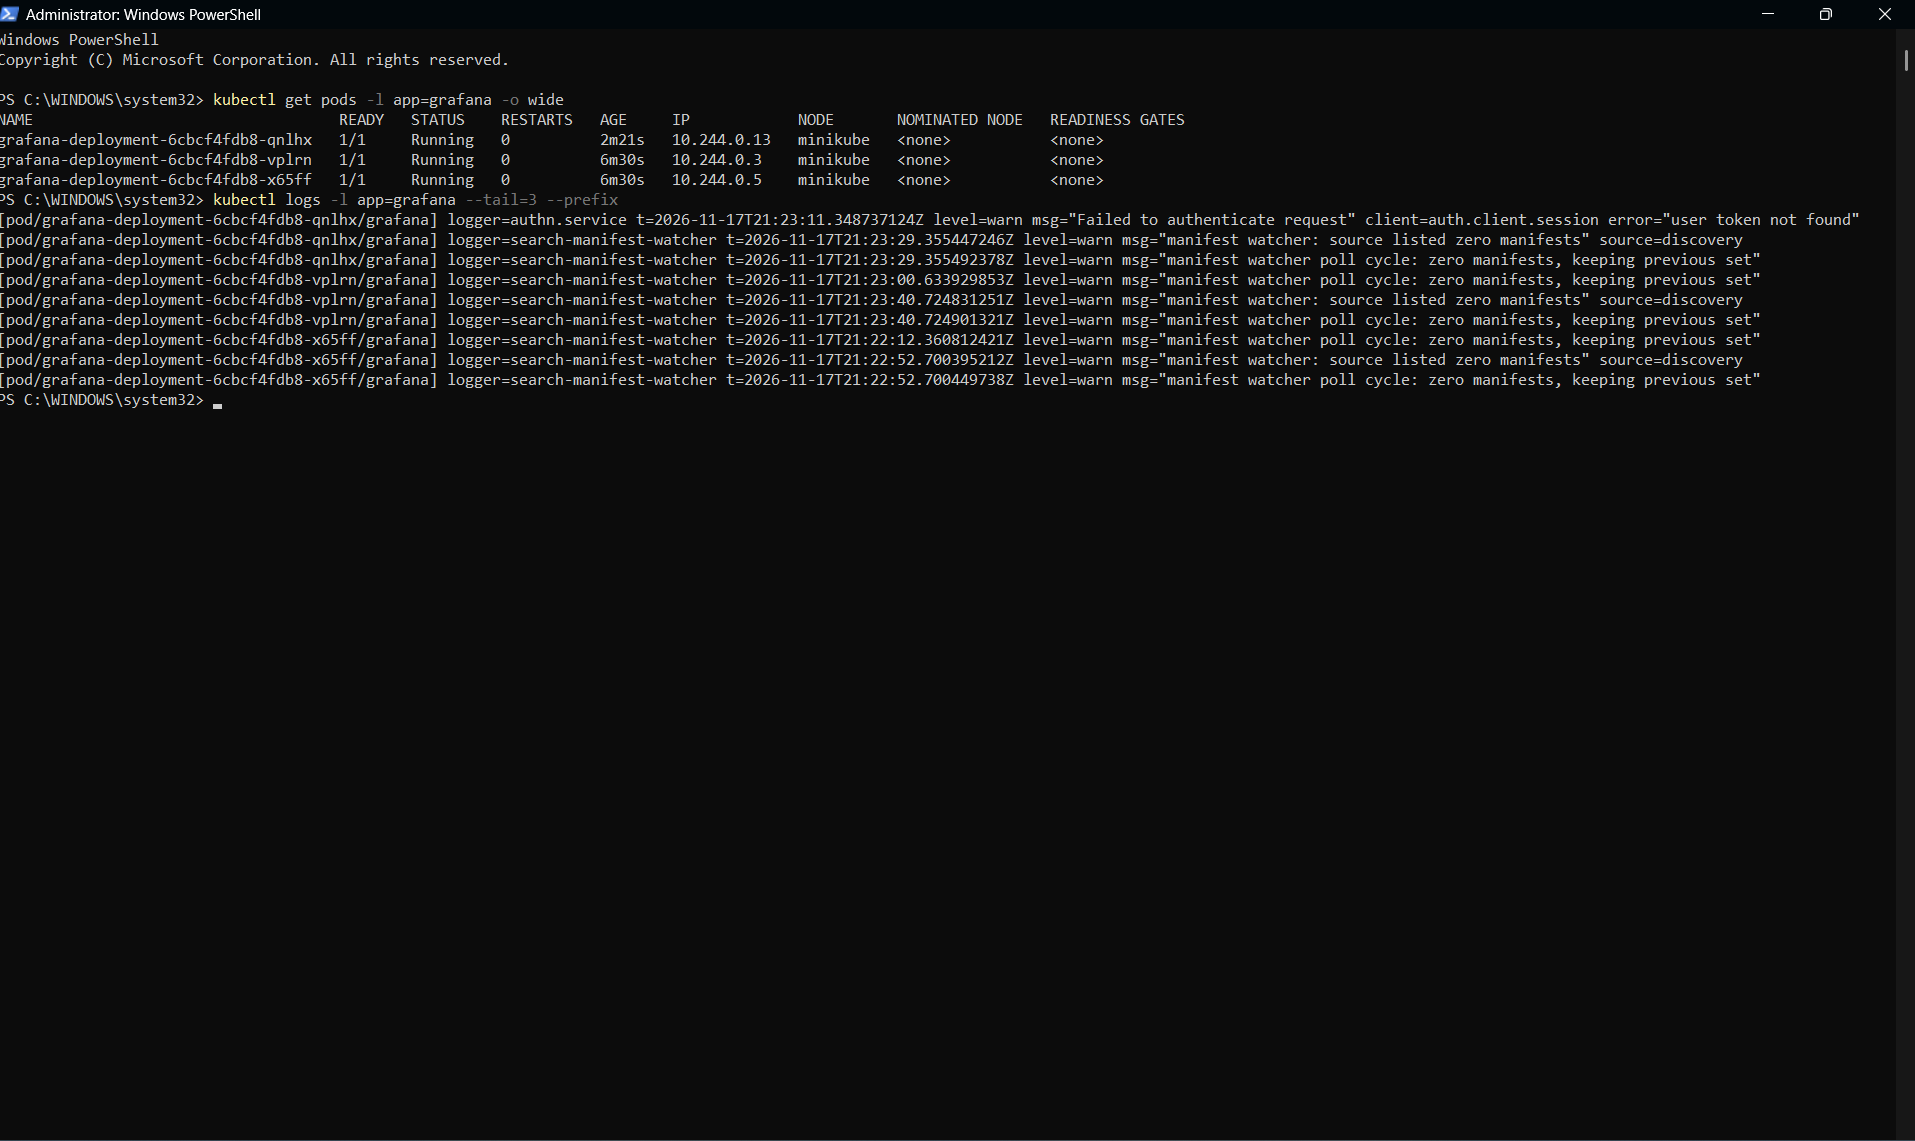 Administrator: Windows PowerShell
Windows PowerShell
Copyright (C) Microsoft Corporation. All rights reserved.
PS C:\WINDOWS\system32> kubectl get pods -l app=grafana -o wide
NAME READY STATUS RESTARTS AGE IP NODE NOMINATED NODE READINESS GATES
grafana-deployment-6cbcf4fdb8-qnlhx 1/1 Running 0 2m21s 10.244.0.13 minikube <none> <none>
grafana-deployment-6cbcf4fdb8-vplrn 1/1 Running 0 6m30s 10.244.0.3 minikube <none> <none>
grafana-deployment-6cbcf4fdb8-x65ff 1/1 Running 0 6m30s 10.244.0.5 minikube <none> <none>
PS C:\WINDOWS\system32> kubectl logs -l app=grafana --tail=3 --prefix
[pod/grafana-deployment-6cbcf4fdb8-qnlhx/grafana] logger=authn.service t=2026-11-17T21:23:11.348737124Z level=warn msg="Failed to authenticate request" client=auth.client.session error="user token not found"
[pod/grafana-deployment-6cbcf4fdb8-qnlhx/grafana] logger=search-manifest-watcher t=2026-11-17T21:23:29.355447246Z level=warn msg="manifest watcher: source listed zero manifests" source=discovery
[pod/grafana-deployment-6cbcf4fdb8-qnlhx/grafana] logger=search-manifest-watcher t=2026-11-17T21:23:29.355492378Z level=warn msg="manifest watcher poll cycle: zero manifests, keeping previous set"
[pod/grafana-deployment-6cbcf4fdb8-vplrn/grafana] logger=search-manifest-watcher t=2026-11-17T21:23:00.633929853Z level=warn msg="manifest watcher poll cycle: zero manifests, keeping previous set"
[pod/grafana-deployment-6cbcf4fdb8-vplrn/grafana] logger=search-manifest-watcher t=2026-11-17T21:23:40.724831251Z level=warn msg="manifest watcher: source listed zero manifests" source=discovery
[pod/grafana-deployment-6cbcf4fdb8-vplrn/grafana] logger=search-manifest-watcher t=2026-11-17T21:23:40.724901321Z level=warn msg="manifest watcher poll cycle: zero manifests, keeping previous set"
[pod/grafana-deployment-6cbcf4fdb8-x65ff/grafana] logger=search-manifest-watcher t=2026-11-17T21:22:12.360812421Z level=warn msg="manifest watcher poll cycle: zero manifests, keeping previous set"
[pod/grafana-deployment-6cbcf4fdb8-x65ff/grafana] logger=search-manifest-watcher t=2026-11-17T21:22:52.700395212Z level=warn msg="manifest watcher: source listed zero manifests" source=discovery
[pod/grafana-deployment-6cbcf4fdb8-x65ff/grafana] logger=search-manifest-watcher t=2026-11-17T21:22:52.700449738Z level=warn msg="manifest watcher poll cycle: zero manifests, keeping previous set"
PS C:\WINDOWS\system32>